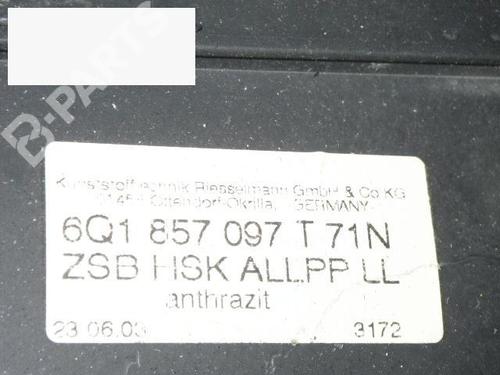 B-PARTS
Kunststofftechnik Riesselmann GmbH & Co.KG
01458 Ottendorf-Okrilla, -GERMANY-
6Q1 857 097 T 71N
ZSB HSK ALL.PP LL
anthrazit
23.06.03 3172